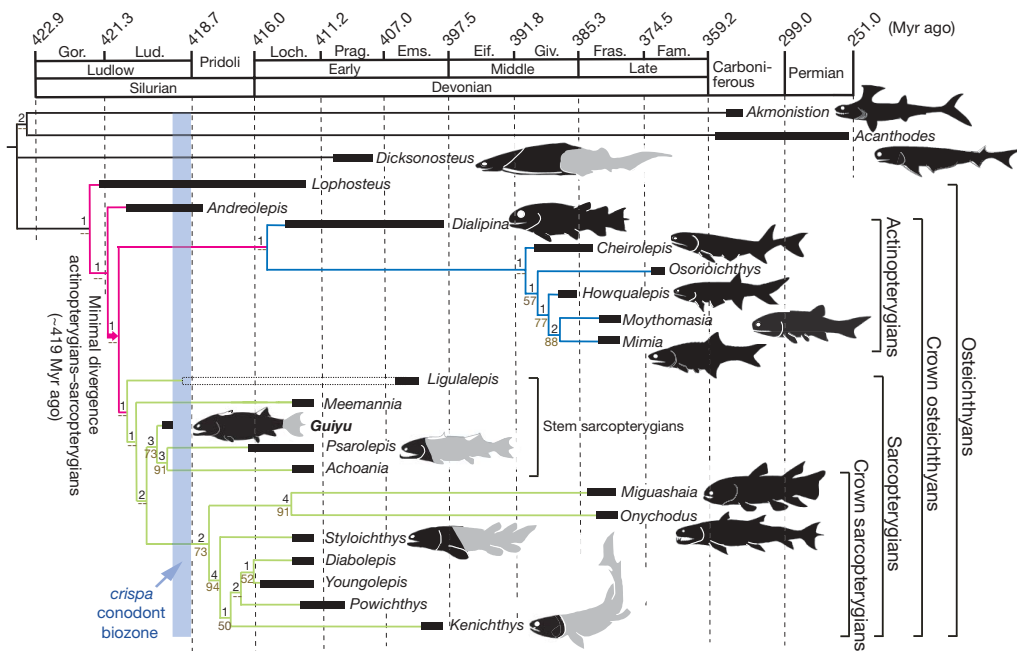 422.9
421.3
418.7
416.0
411.2
407.0
397.5
391.8
385.3
374.5
359.2
299.0
251.0
(Myr ago)
Gor.
Lud.
Pridoli
Loch.
Prag.
Ems.
Eif.
Giv.
Fras.
Fam.
Carboni-
ferous
Permian
Ludlow
Early
Middle
Late
Silurian
Devonian
2
Akmonistion
Acanthodes
Dicksonosteus
Lophosteus
1
Andreolepis
1
Dialipina
1
Cheirolepis
1
Osorioichthys
1
57
Howqualepis
1
77
Moythomasia
2
88
Mimia
1
Minimal divergence
actinopterygians–sarcopterygians
(~419 Myr ago)
Actinopterygians
Crown osteichthyans
Osteichthyans
Ligulalepis
1
Meemannia
1
Guiyu
3
73
Psarolepis
3
91
Achoania
Stem sarcopterygians
Sarcopterygians
2
Miguashaia
4
91
Onychodus
2
73
Styloichthys
Diabolepis
1
52
Youngolepis
4
94
2
Powichthys
1
50
Kenichthys
Crown sarcopterygians
crispa
conodont
biozone